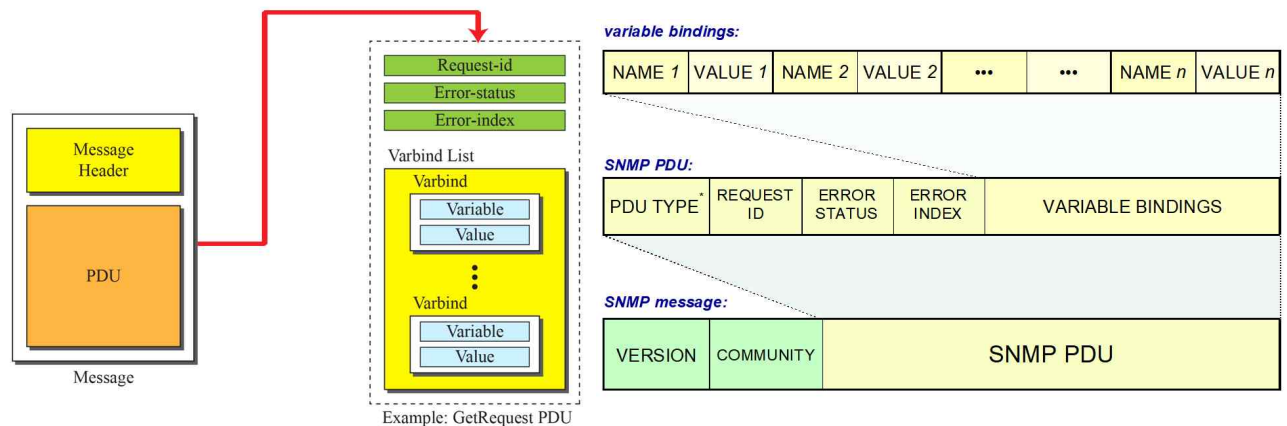 Message
Header
PDU
Message
Request-id
Error-status
Error-index
Varbind List
Varbind
Variable
Value
Varbind
Variable
Value
Example: GetRequest PDU
variable bindings:
NAME 1 VALUE 1 NAME 2 VALUE 2 ... ... NAME n VALUE n
SNMP PDU:
PDU TYPE* REQUEST ID ERROR STATUS ERROR INDEX VARIABLE BINDINGS
SNMP message:
VERSION COMMUNITY SNMP PDU